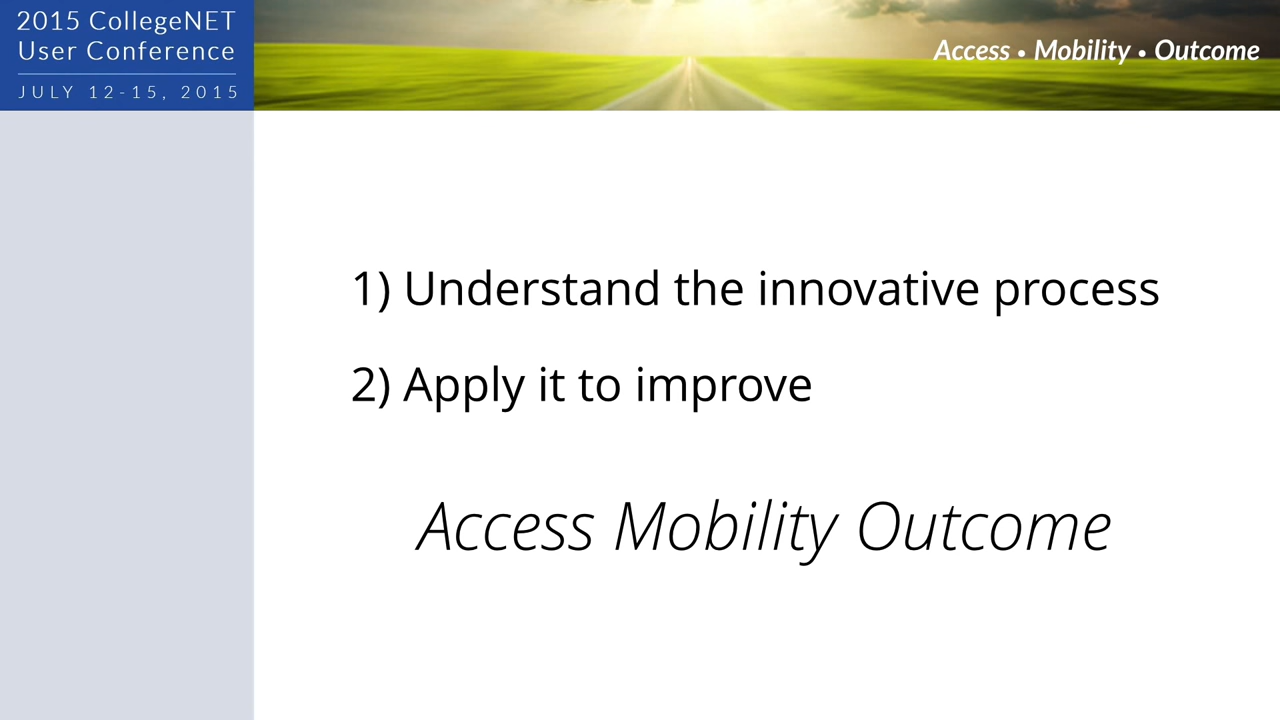 2015 CollegeNET
User Conference
JULY 12-15, 2015
Access • Mobility • Outcome
1) Understand the innovative process
2) Apply it to improve
Access Mobility Outcome